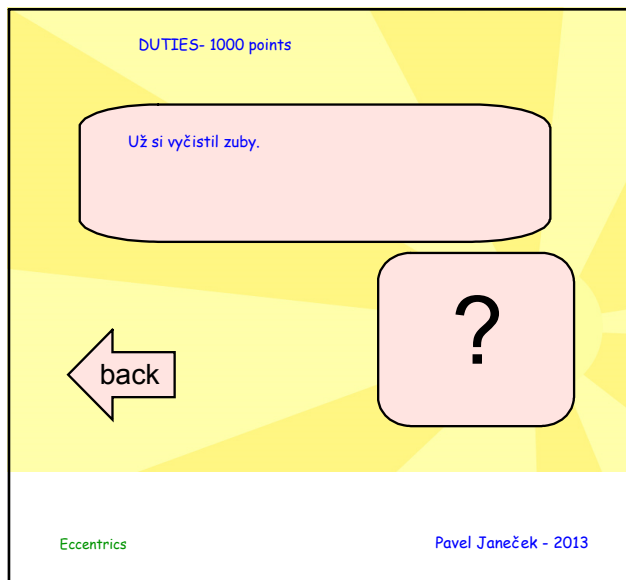 DUTIES- 1000 points
Už si vyčistil zuby.
?
back
Eccentrics
Pavel Janeček - 2013